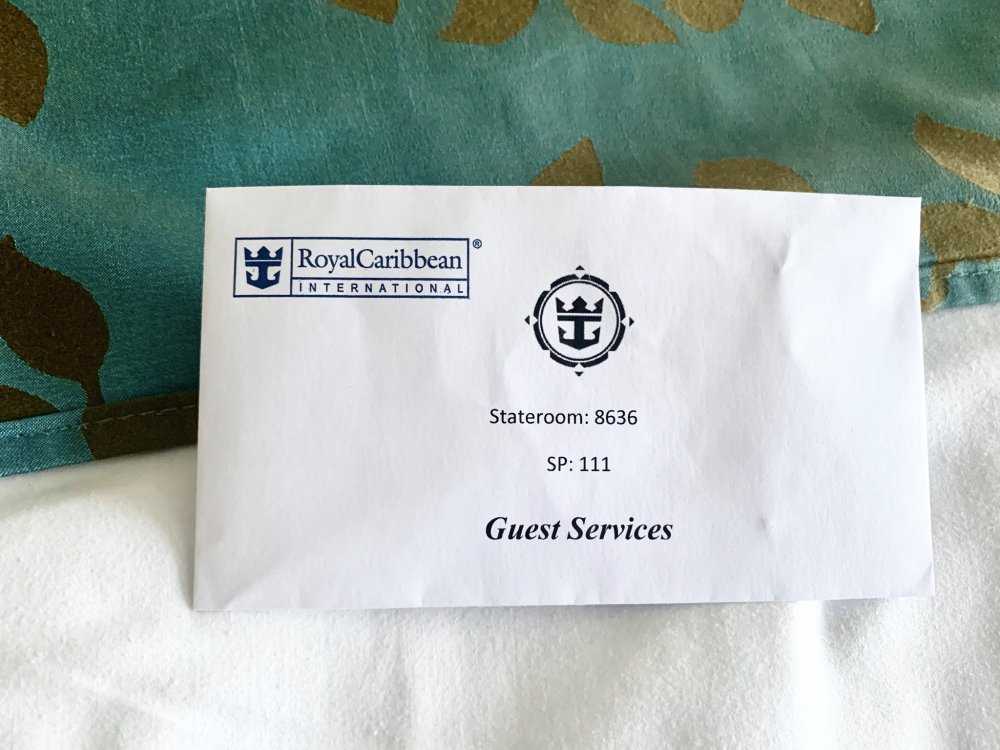 RoyalCaribbean®
INTERNATIONAL
Stateroom: 8636
SP: 111
Guest Services